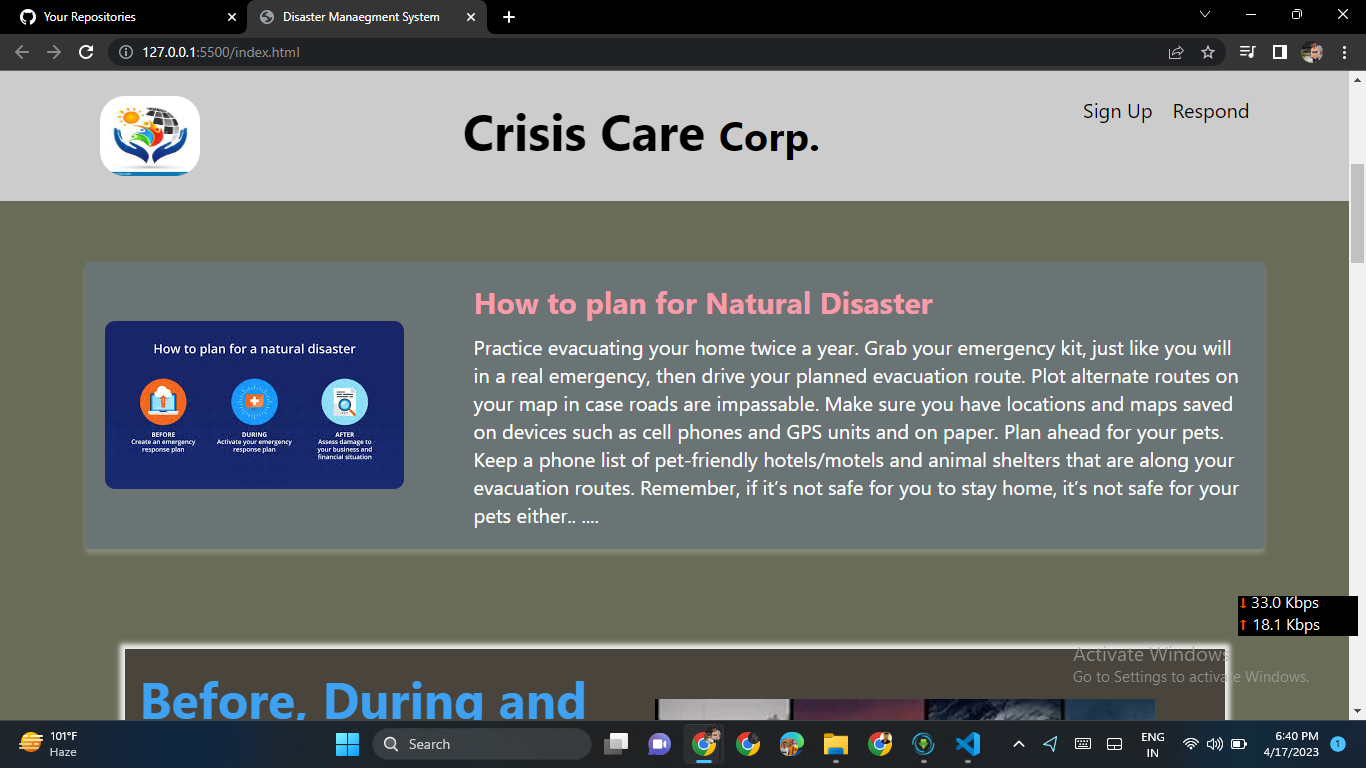 Your Repositories
Disaster Manaegment System
127.0.0.1:5500/index.html
Crisis Care Corp.
Sign Up Respond
How to plan for a natural disaster
BEFORE
Create an emergency
response plan
DURING
Activate your emergency
response plan
AFTER
Assess damage to
your business and
financial situation
How to plan for Natural Disaster
Practice evacuating your home twice a year. Grab your emergency kit, just like you will
in a real emergency, then drive your planned evacuation route. Plot alternate routes on
your map in case roads are impassable. Make sure you have locations and maps saved
on devices such as cell phones and GPS units and on paper. Plan ahead for your pets.
Keep a phone list of pet-friendly hotels/motels and animal shelters that are along your
evacuation routes. Remember, if it’s not safe for you to stay home, it’s not safe for your
pets either.. ....
33.0 Kbps
18.1 Kbps
Activate Windows
Go to Settings to activate Windows.
Before, During and
101°F
Haze
Search
ENG
IN
6:40 PM
4/17/2023
1